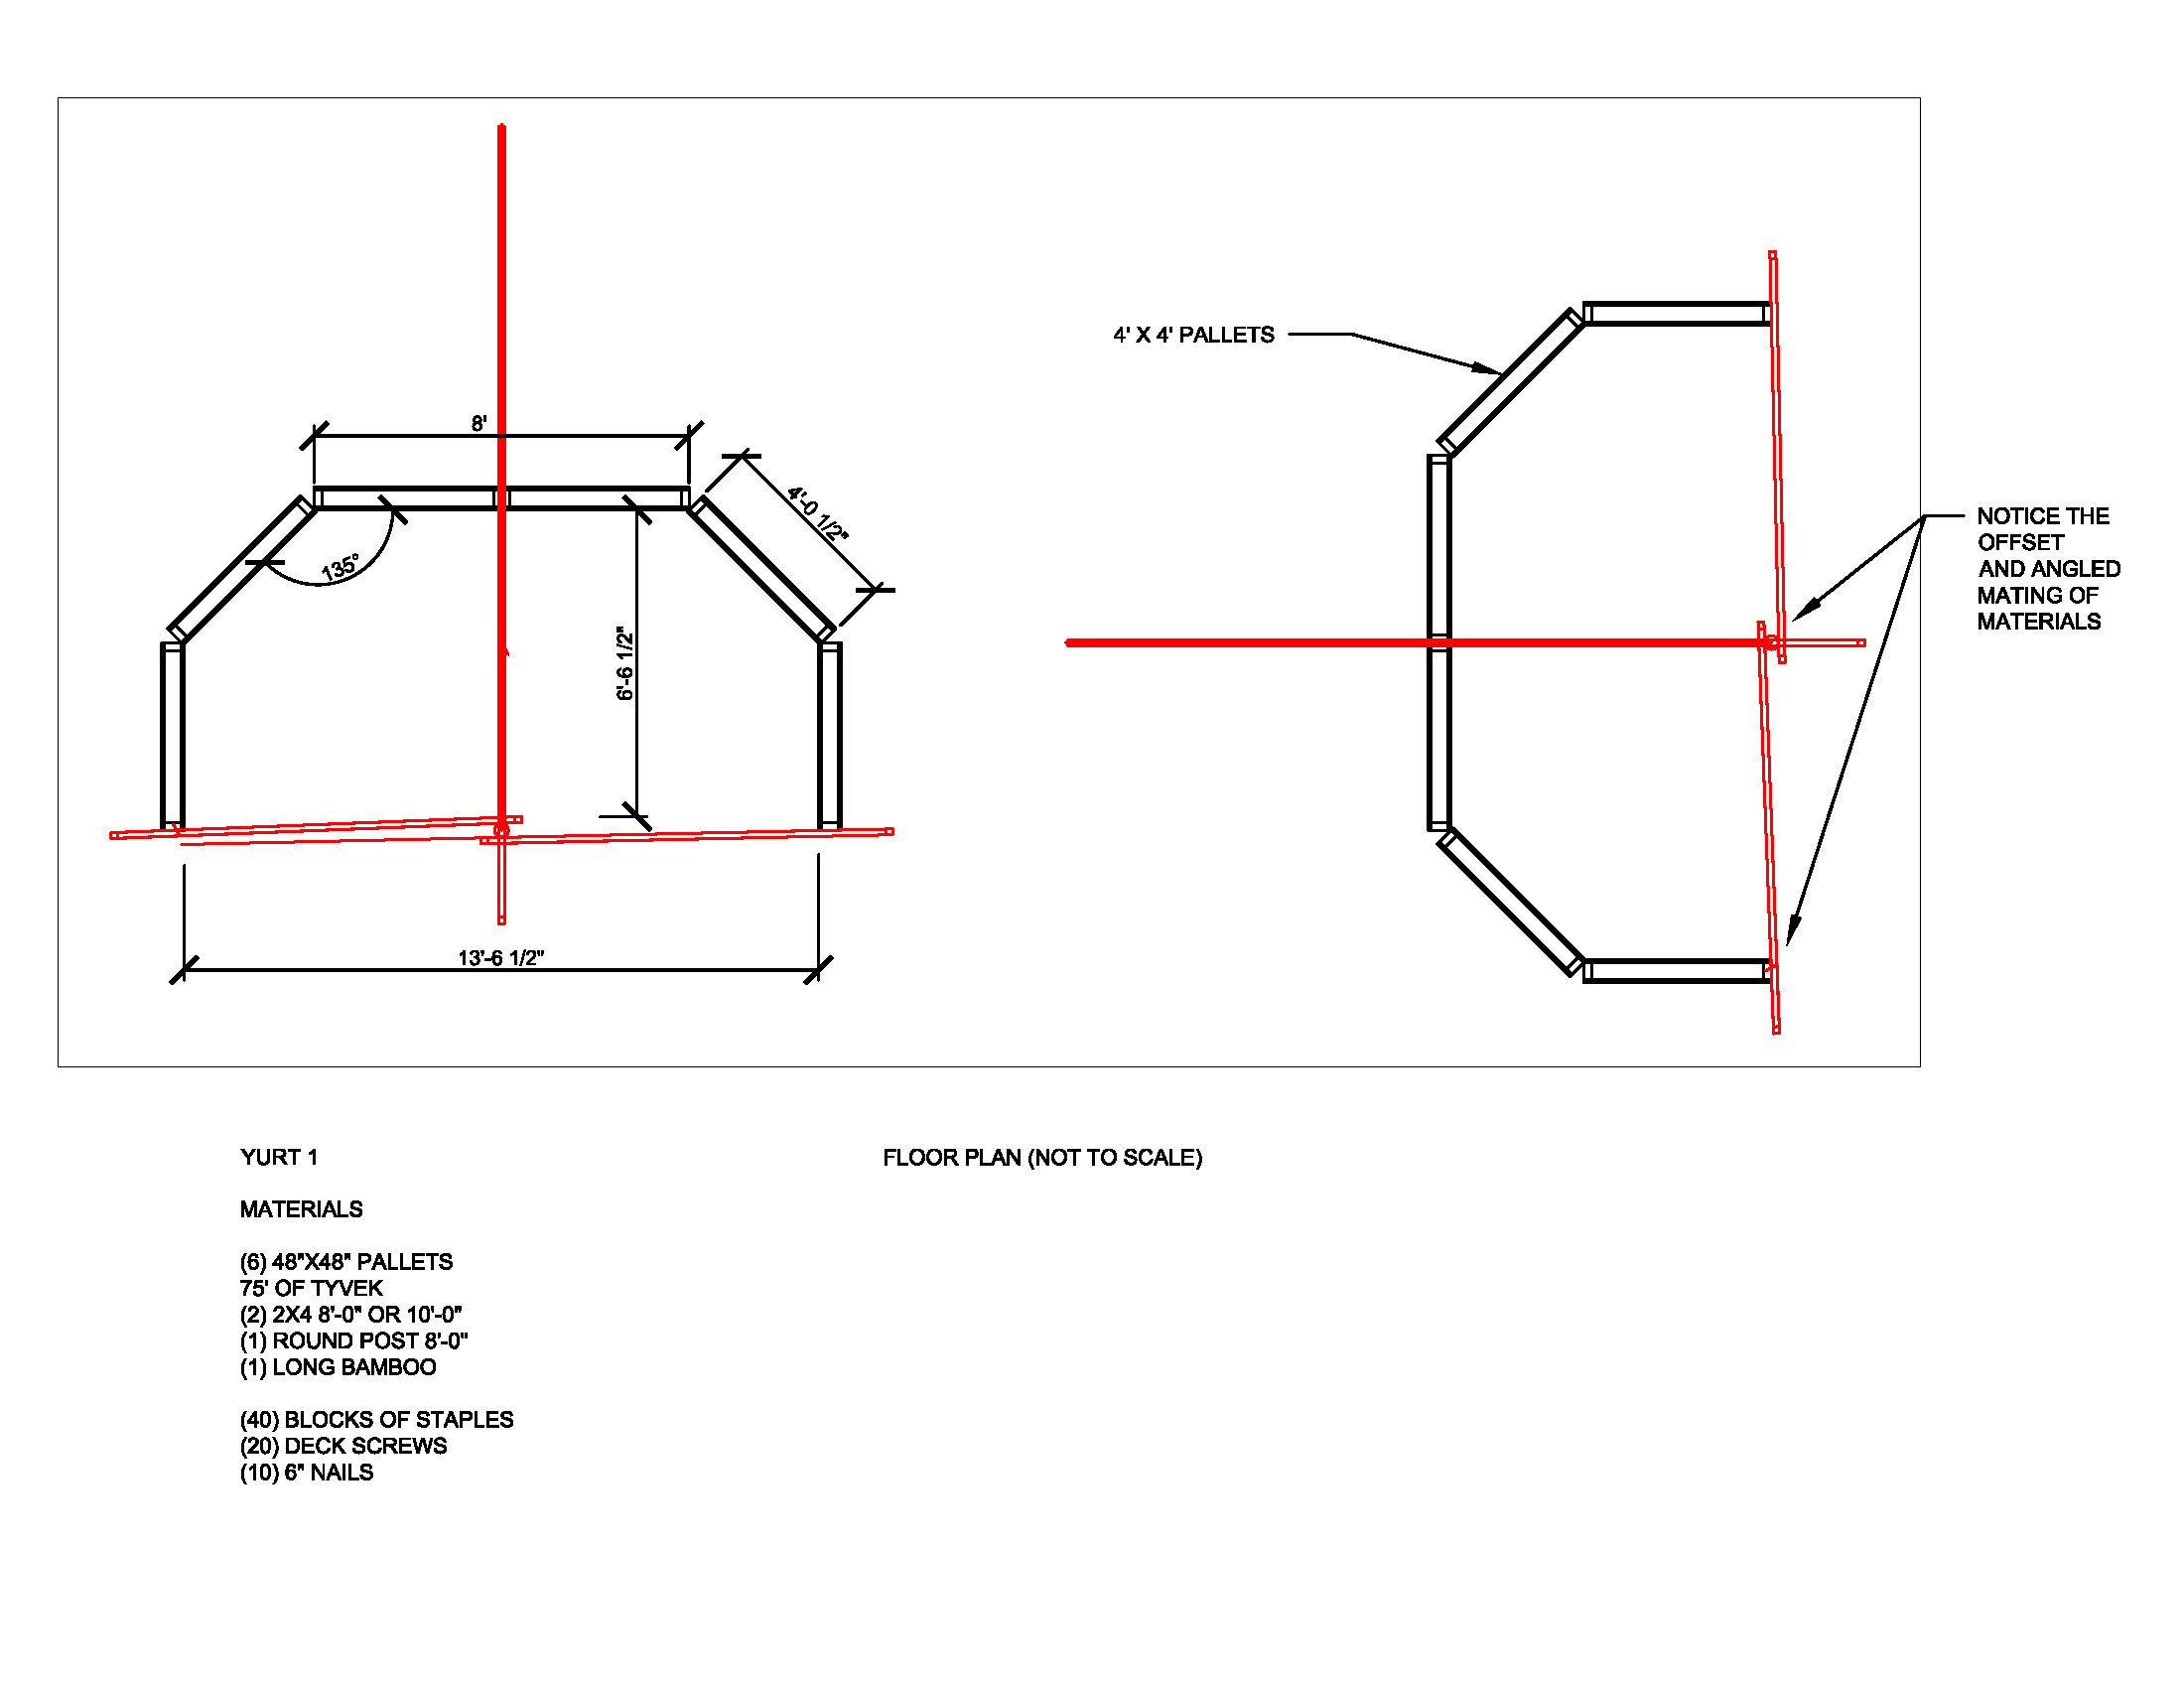 8'
4'-0 1/2"
135°
6'-6 1/2"
13'-6 1/2"
4' X 4' PALLETS
NOTICE THE
OFFSET
AND ANGLED
MATING OF
MATERIALS
YURT 1
FLOOR PLAN (NOT TO SCALE)
MATERIALS
(6) 48"X48" PALLETS
75' OF TYVEK
(2) 2X4 8'-0" OR 10'-0"
(1) ROUND POST 8'-0"
(1) LONG BAMBOO
(40) BLOCKS OF STAPLES
(20) DECK SCREWS
(10) 6" NAILS